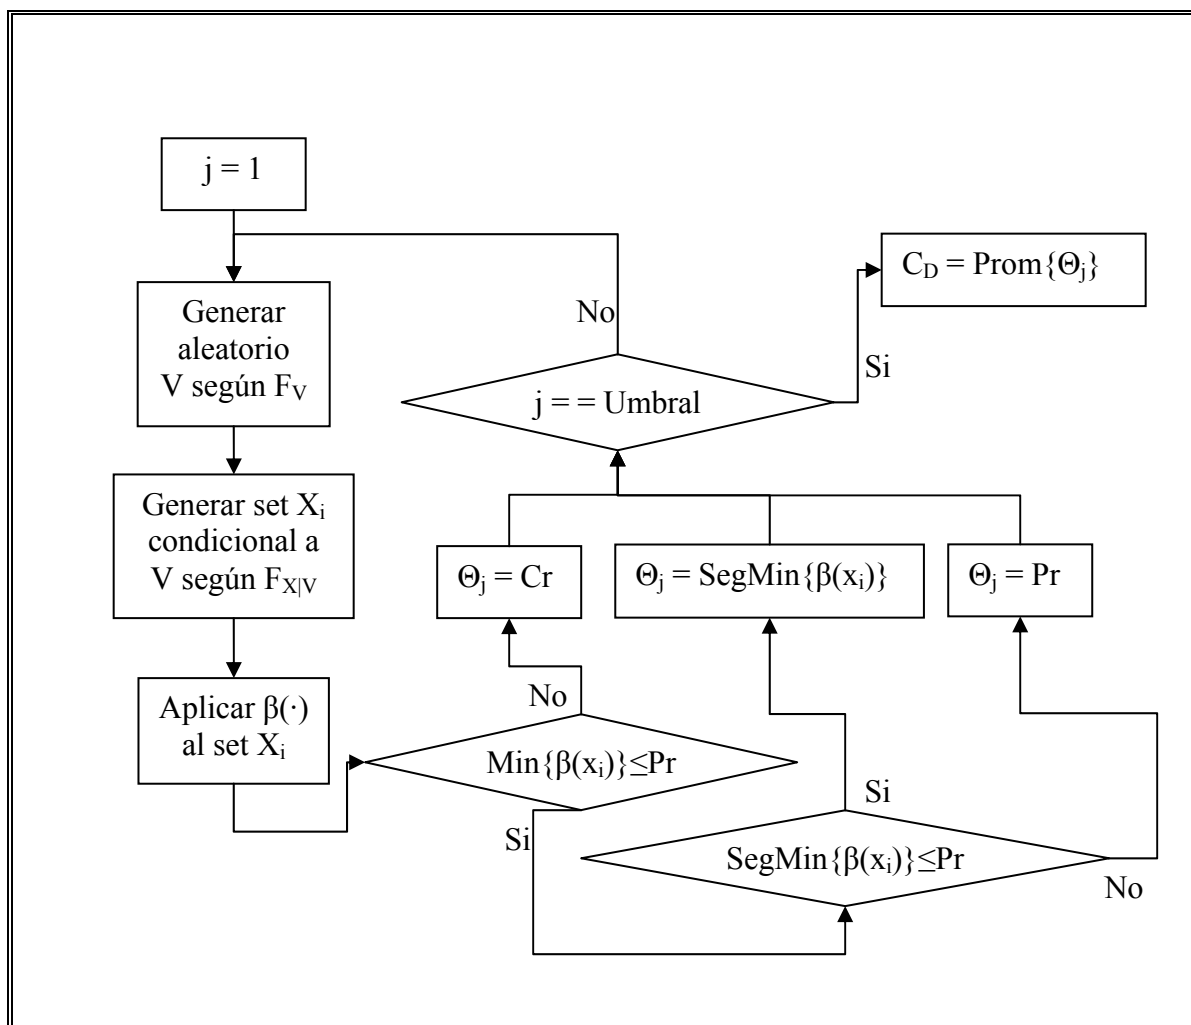 j = 1
Generar
aleatorio
V según F_V
Generar set X_i
condicional a
V según F_{X|V}
Aplicar β(·)
al set X_i
Min{β(x_i)}≤Pr
No
Si
SegMin{β(x_i)}≤Pr
Si
No
Θ_j = Cr
Θ_j = SegMin{β(x_i)}
Θ_j = Pr
j = = Umbral
No
Si
C_D = Prom{Θ_j}